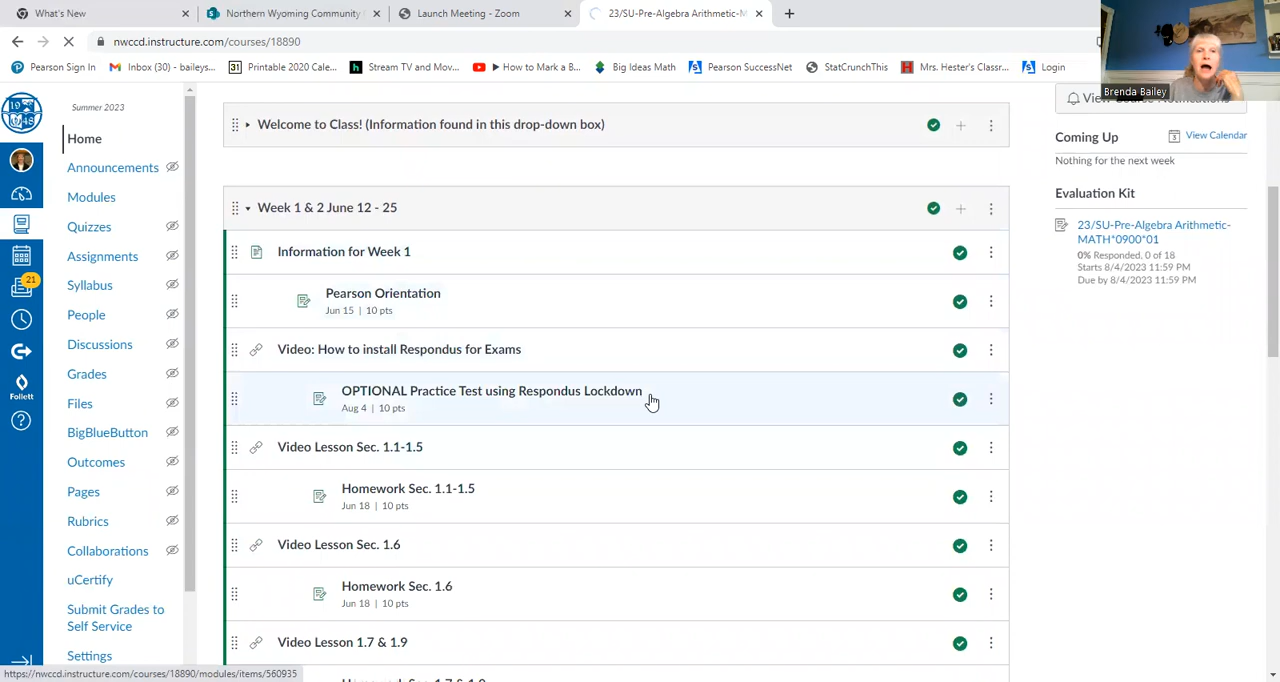 What's New
Northern Wyoming Community
Launch Meeting - Zoom
23/SU-Pre-Algebra Arithmetic-M
nwccd.instructure.com/courses/18890
Pearson Sign In
Inbox (30) - baileys...
31 Printable 2020 Cale...
h Stream TV and Mov...
How to Mark a B...
Big Ideas Math
Pearson SuccessNet
StatCrunchThis
H Mrs. Hester's Classr...
Login
Brenda Bailey
19
48
Summer 2023
Home
Announcements
Modules
Quizzes
Assignments
Syllabus
People
Discussions
Grades
Files
BigBlueButton
Outcomes
Pages
Rubrics
Collaborations
uCertify
Submit Grates to
Self Service
Settings
21
Follett
Welcome to Class! (Information found in this drop-down box)
Week 1 & 2 June 12 - 25
Information for Week 1
Pearson Orientation
Jun 15 | 10 pts
Video: How to install Respondus for Exams
OPTIONAL Practice Test using Respondus Lockdown
Aug 4 | 10 pts
Video Lesson Sec. 1.1-1.5
Homework Sec. 1.1-1.5
Jun 18 | 10 pts
Video Lesson Sec. 1.6
Homework Sec. 1.6
Jun 18 | 10 pts
Video Lesson 1.7 & 1.9
Coming Up
3 View Calendar
Nothing for the next week
Evaluation Kit
23/SU-Pre-Algebra Arithmetic-
MATH*0900*01
0% Responded, 0 of 18
Starts 8/4/2023 11:59 PM
Due by 8/4/2023 11:59 PM
https://nwccd.instructure.com/courses/18890/modules/items/560935